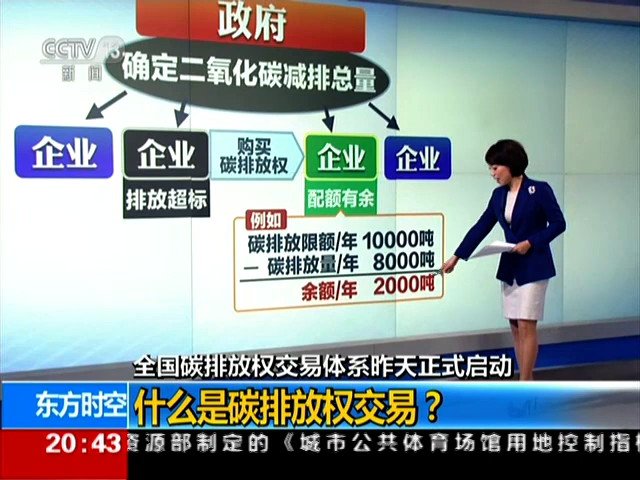 CCTV 13
新闻
政府
确定二氧化碳减排总量
企业
企业
购买
碳排放权
企业
企业
排放超标
配额有余
例如
碳排放限额/年 10000吨
— 碳排放量/年 8000吨
余额/年 2000吨
全国碳排放权交易体系昨天正式启动
东方时空
什么是碳排放权交易？
20:43
资源部制定的《城市公共体育场馆用地控制指标